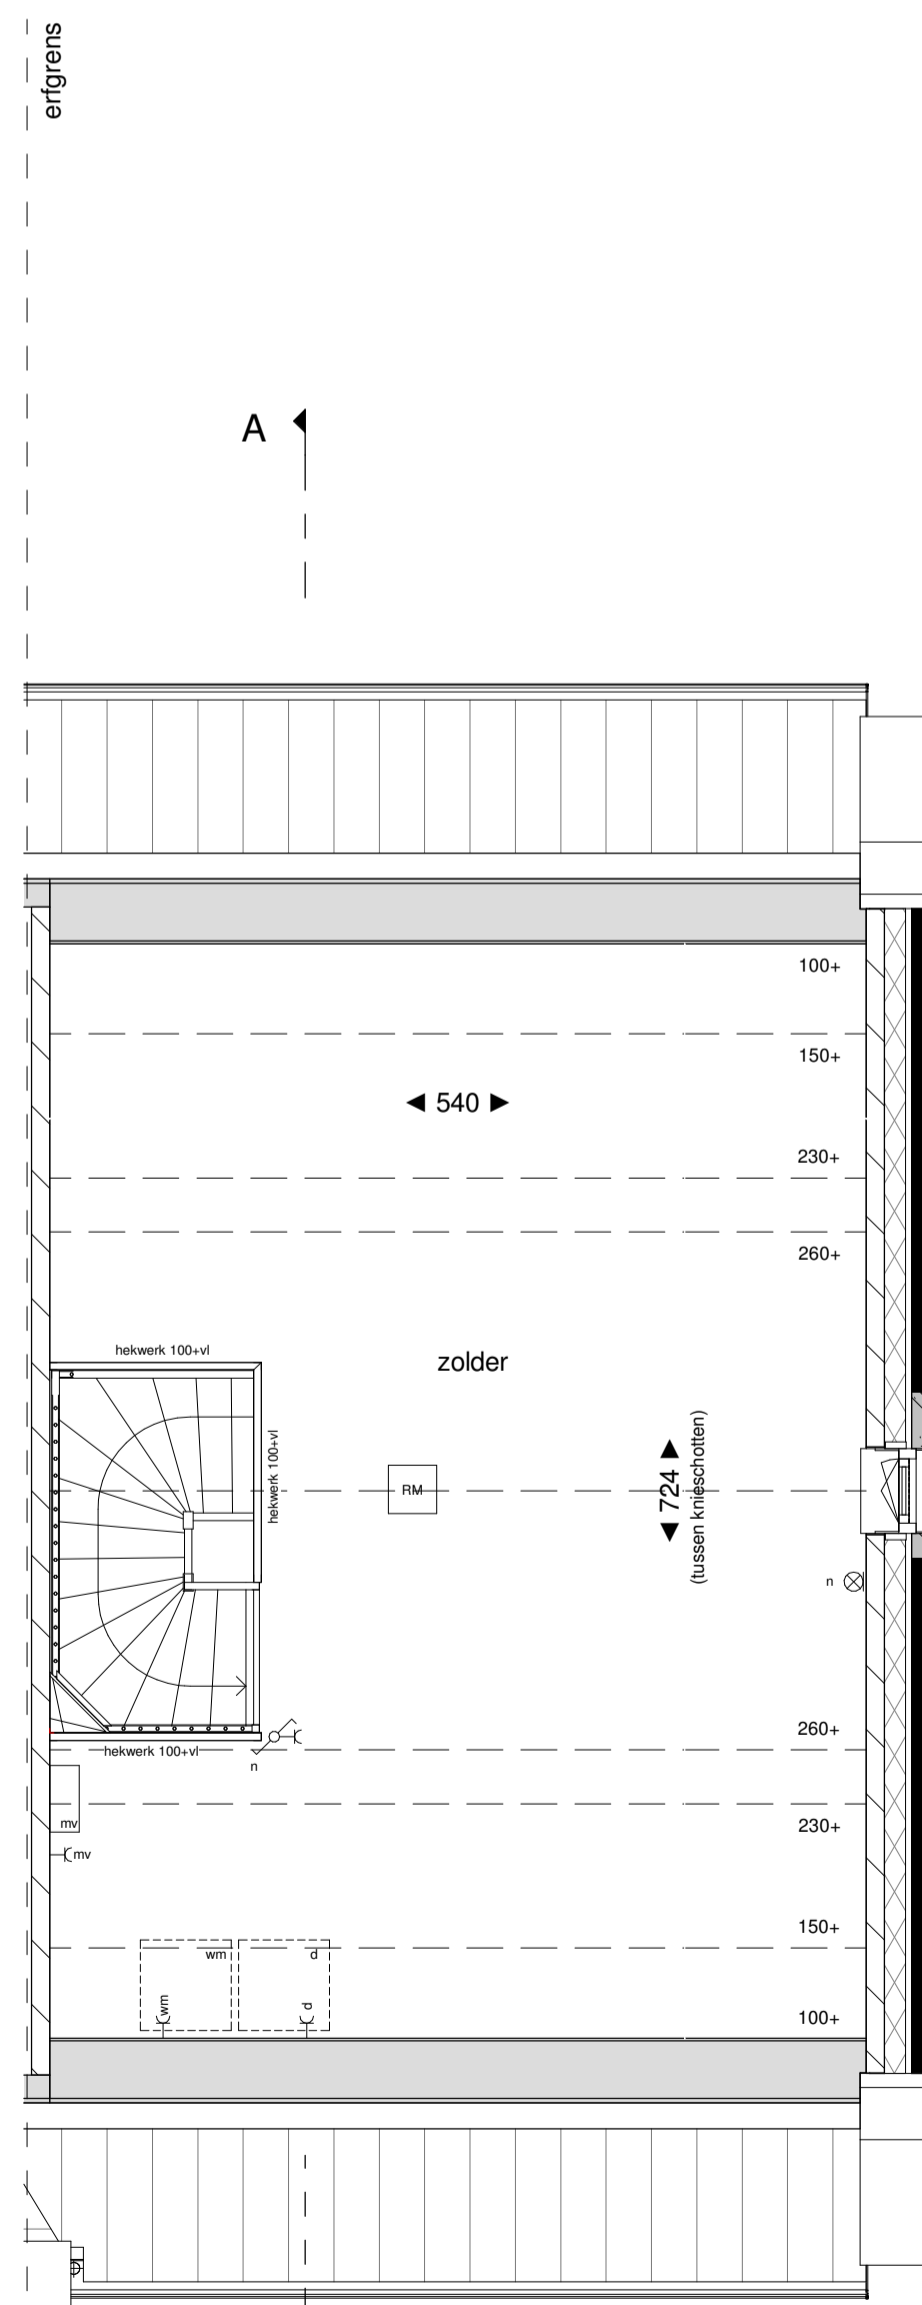 erfgrens
A
100+
150+
◄ 540 ►
230+
260+
hekwerk 100+vl
zolder
hekwerk 100+vl
RM
◄ 724 ►
(tussen knieschotten)
n
260+
hekwerk 100+vl
n
mv
230+
mv
150+
wm
d
wm
d
100+